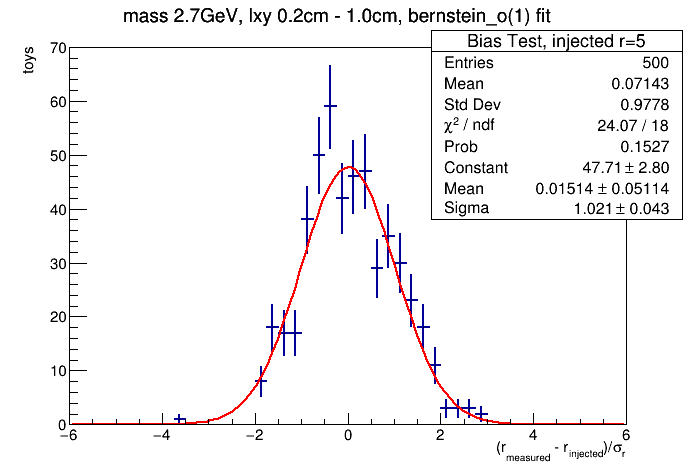 mass 2.7GeV, lxy 0.2cm - 1.0cm, bernstein_o(1) fit
Bias Test, injected r=5
Entries 500
Mean 0.07143
Std Dev 0.9778
χ² / ndf 24.07 / 18
Prob 0.1527
Constant 47.71 ± 2.80
Mean 0.01514 ± 0.05114
Sigma 1.021 ± 0.043
toys
70
60
50
40
30
20
10
0
−6 −4 −2 0 2 4 6
(r_measured - r_injected)/σ_r